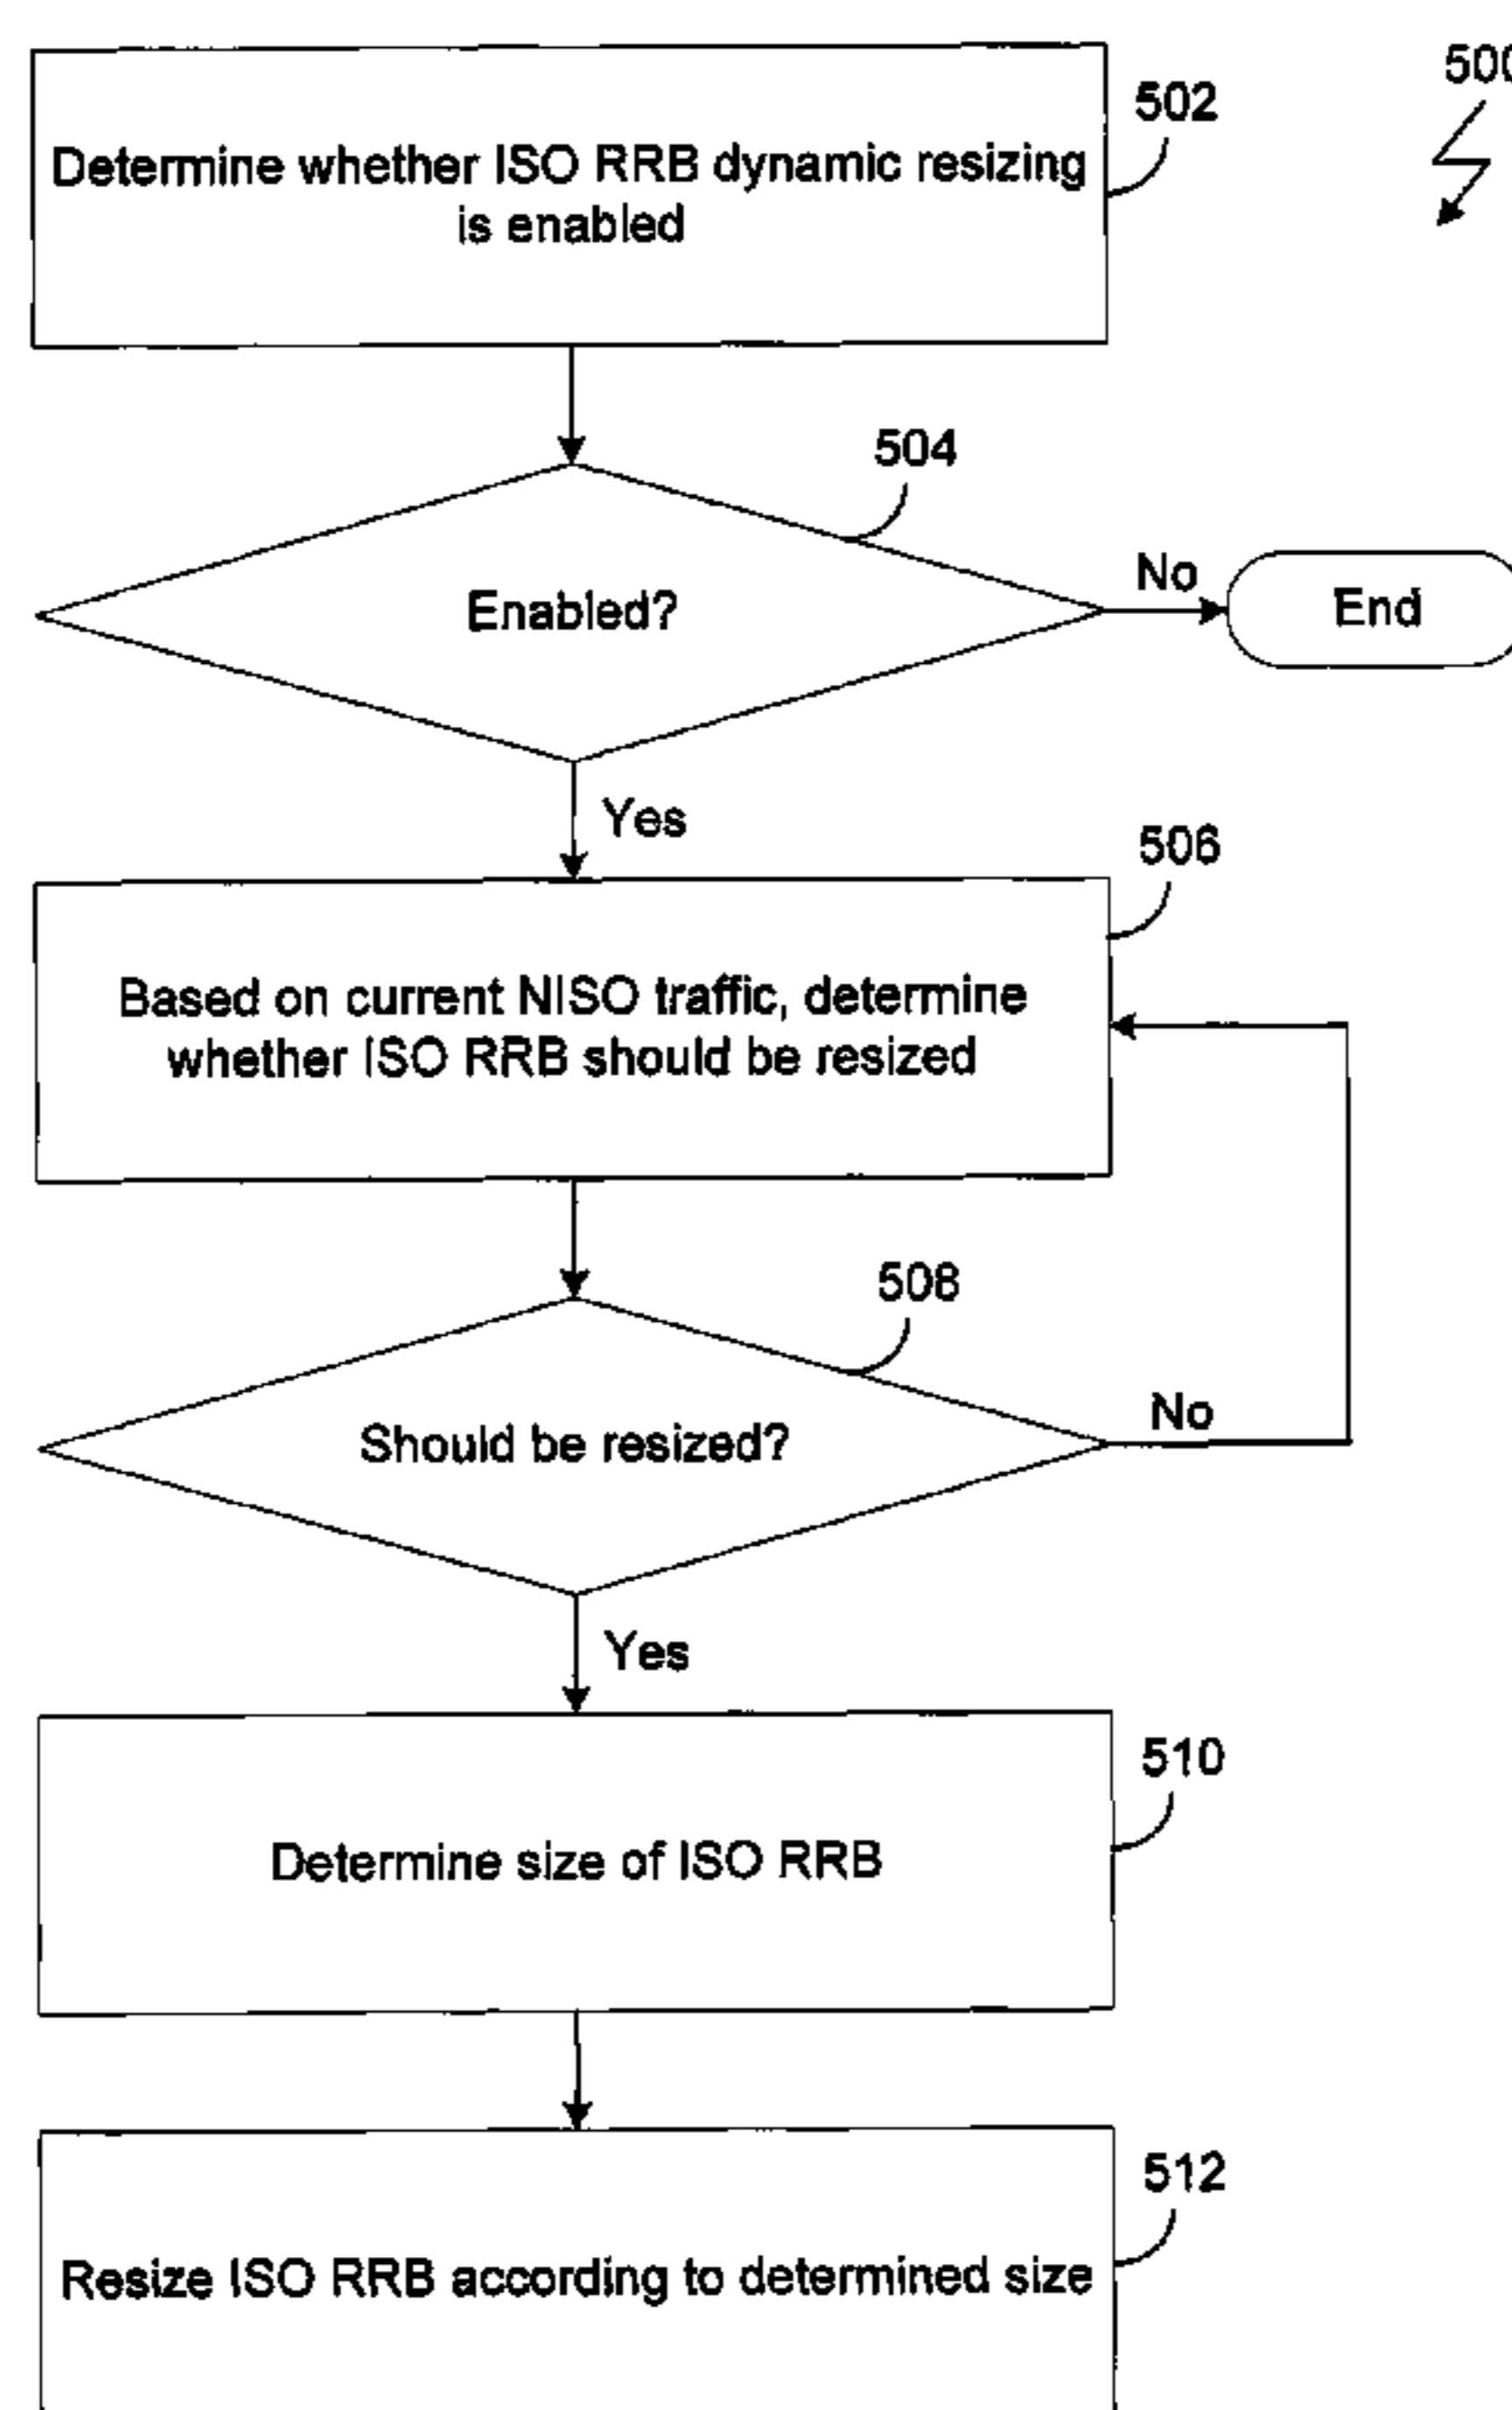 500
502
Determine whether ISO RRB dynamic resizing
is enabled
504
Enabled?
No
End
Yes
506
Based on current NISO traffic, determine
whether ISO RRB should be resized
508
Should be resized?
No
Yes
510
Determine size of ISO RRB
512
Resize ISO RRB according to determined size